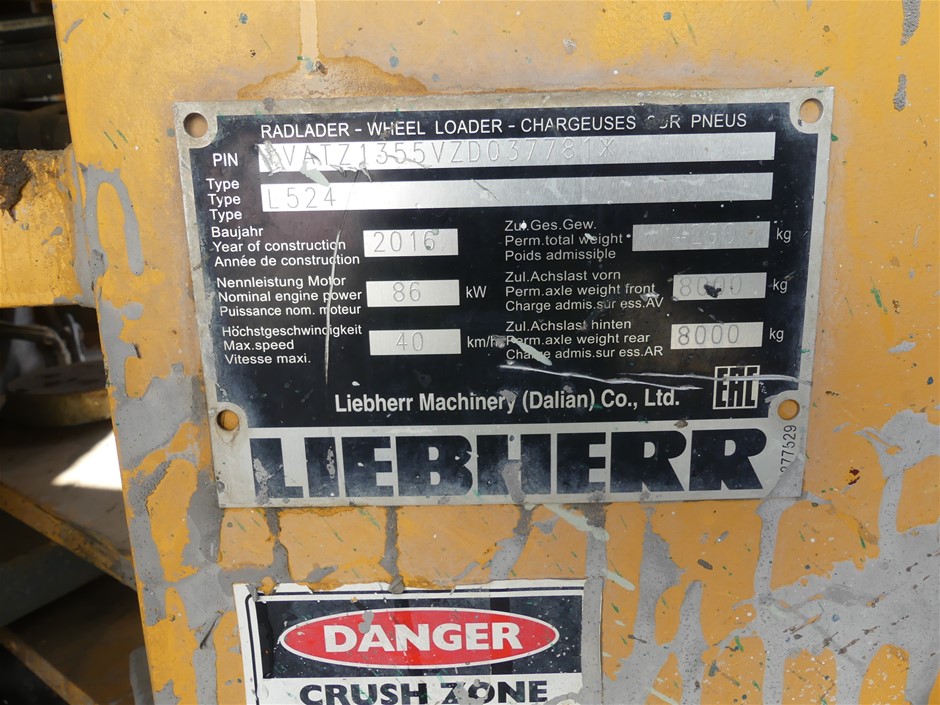 RADLADER - WHEEL LOADER - CHARGEUSES SUR PNEUS
PIN
Type
Type L524
Type
Baujahr
Year of construction 2016
Année de construction
Nennleistung Motor
Nominal engine power 86 kW
Puissance nom. moteur
Höchstgeschwindigkeit
Max.speed 40 km/h
Vitesse maxi.
Zul.Ges.Gew.
Perm.total weight kg
Poids admissible
Zul.Achslast vorn
Perm.axle weight front 8000 kg
Charge admis.sur ess.AV
Zul.Achslast hinten
Perm.axle weight rear 8000 kg
Charge admis.sur ess.AR
Liebherr Machinery (Dalian) Co., Ltd.
EAC
LIEBHERR
DANGER
CRUSH ZONE